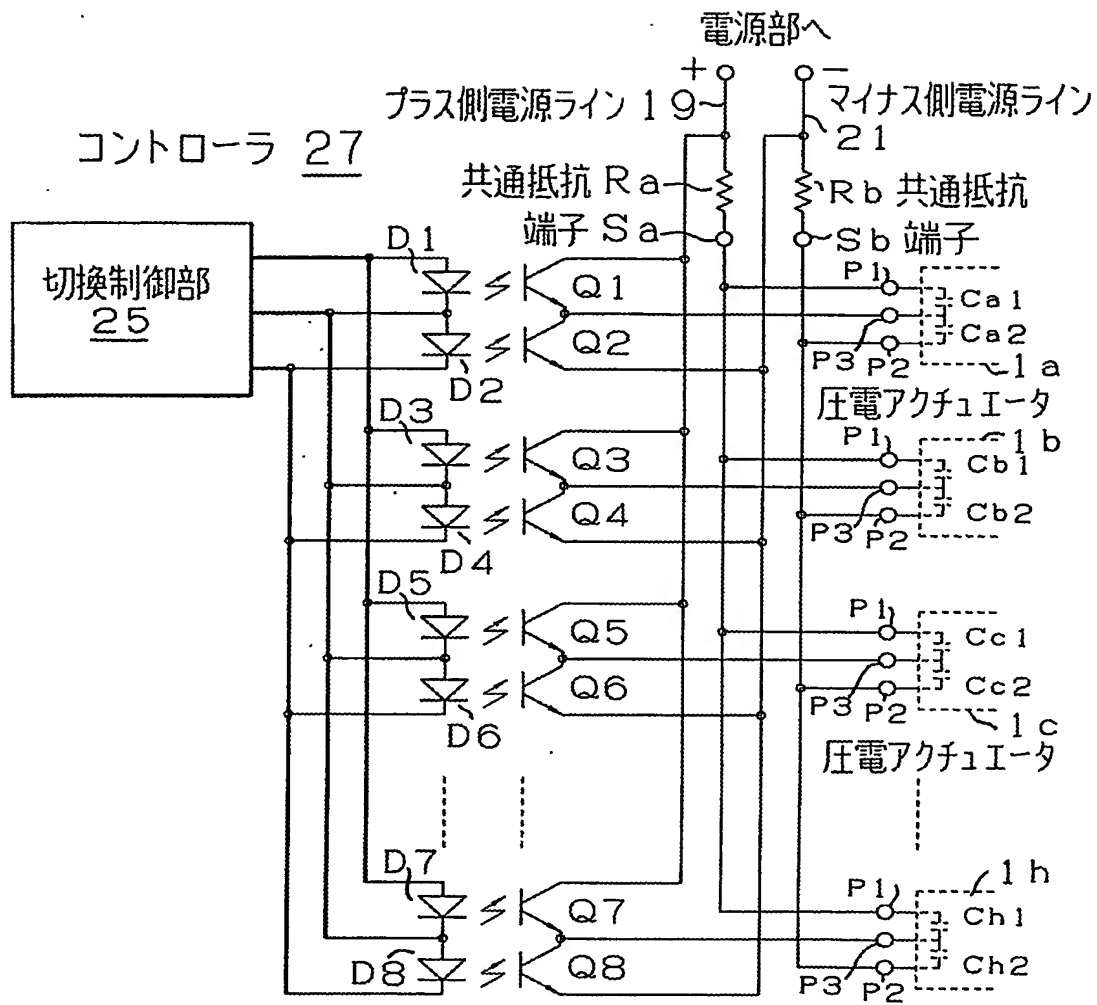 電源部へ
+ −
プラス側電源ライン 19
マイナス側電源ライン
21
コントローラ 27
共通抵抗 Ra
Rb 共通抵抗
端子 Sa
Sb 端子
切換制御部
25
D1
Q1
Q2
D2
P1
Ca1
Ca2
P3 P2
1a
圧電アクチュエータ
D3
Q3
Q4
D4
P1
1b
Cb1
Cb2
P3 P2
D5
Q5
Q6
D6
P1
Cc1
Cc2
P3 P2
1c
圧電アクチュエータ
D7
Q7
Q8
D8
1h
P1
Ch1
Ch2
P3 P2